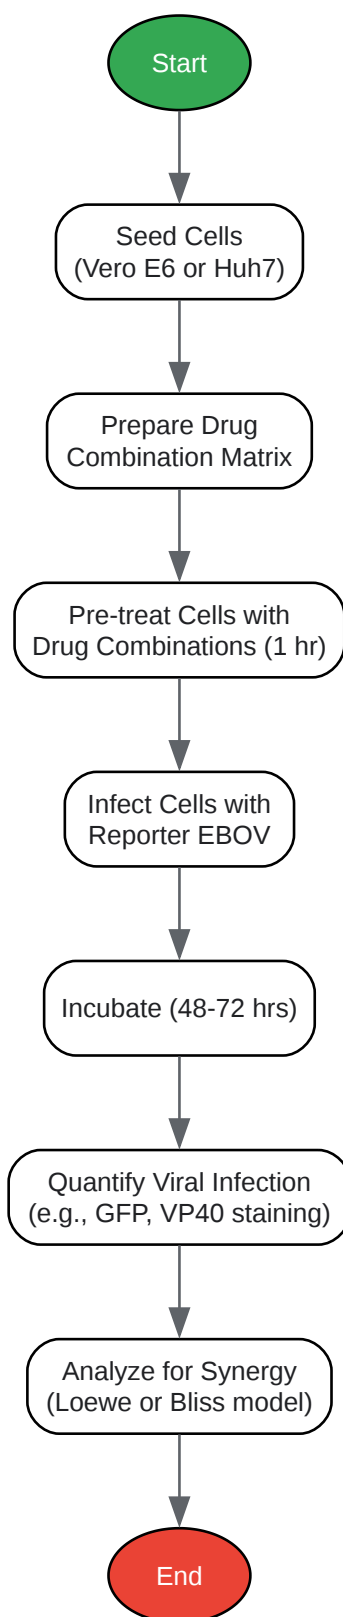 Start
Seed Cells
(Vero E6 or Huh7)
Prepare Drug
Combination Matrix
Pre-treat Cells with
Drug Combinations (1 hr)
Infect Cells with
Reporter EBOV
Incubate (48-72 hrs)
Quantify Viral Infection
(e.g., GFP, VP40 staining)
Analyze for Synergy
(Loewe or Bliss model)
End